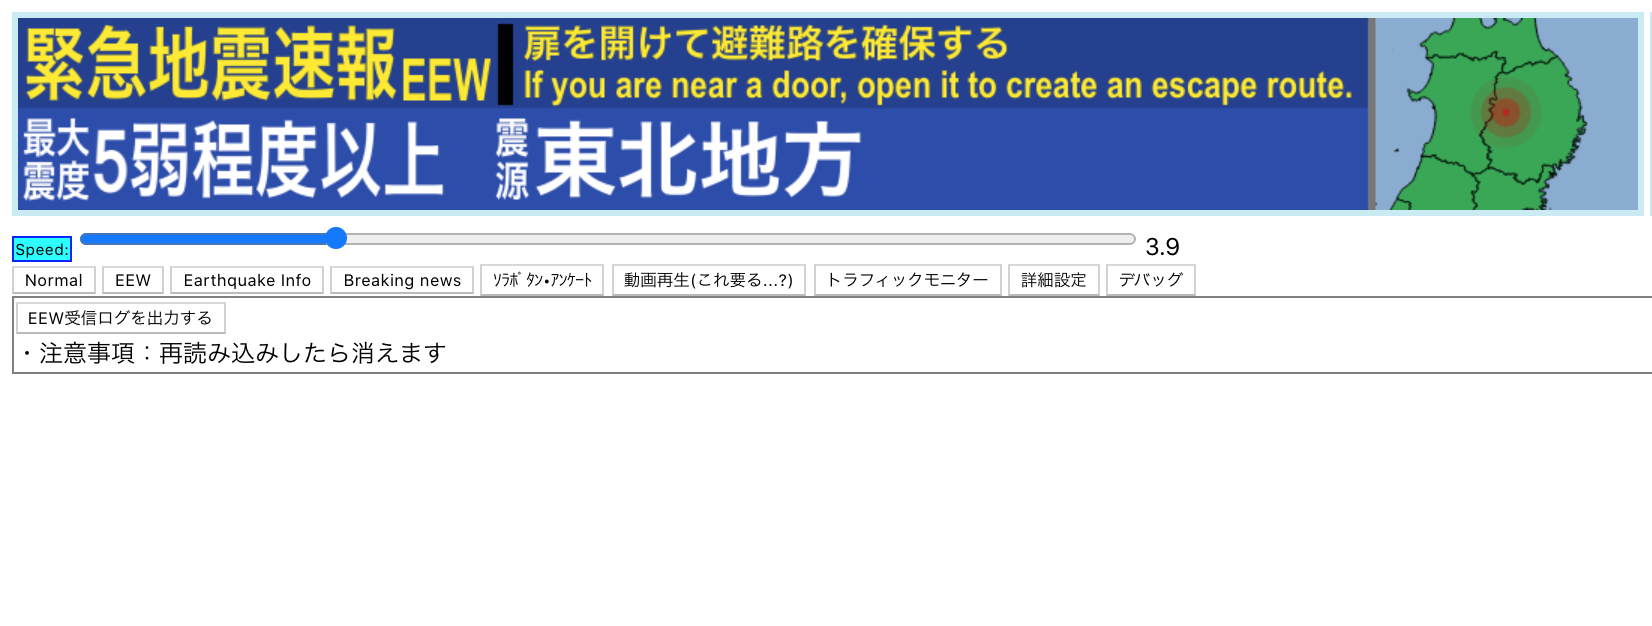 緊急地震速報EEW
扉を開けて避難路を確保する
If you are near a door, open it to create an escape route.
最大震度5弱程度以上 震源 東北地方
Speed: 3.9
Normal EEW Earthquake Info Breaking news ｿﾗﾎﾞﾀﾝ•ｱﾝｹｰﾄ 動画再生(これ要る...?) トラフィックモニター 詳細設定 デバッグ
EEW受信ログを出力する
・注意事項：再読み込みしたら消えます